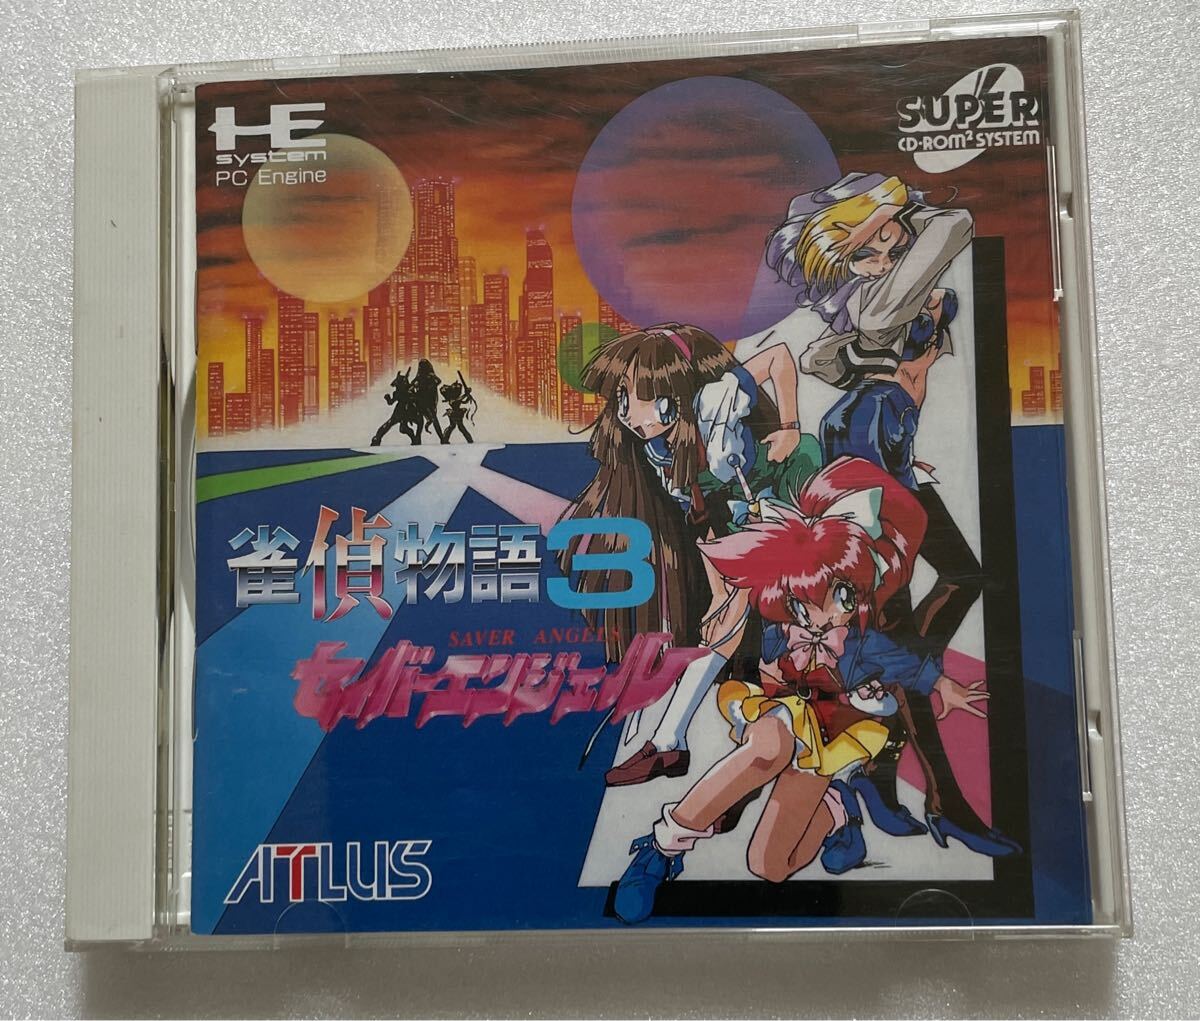 HE
system
PC Engine
SUPER
CD-ROM² SYSTEM
雀偵物語3
SAVER ANGELS
セイバーエンジェル
ATLUS